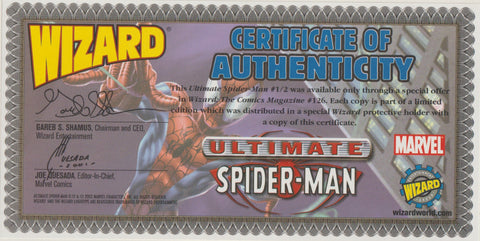 WIZARD®
CERTIFICATE OF
AUTHENTICITY
This Ultimate Spider-Man #1/2 was available only through a special offer
in Wizard: The Comics Magazine #126. Each copy is part of a limited
edition which was distributed in a special Wizard protective holder with
a copy of this certificate.
GAREB S. SHAMUS, Chairman and CEO,
Wizard Entertainment
QUESADA
-2001-
JOE QUESADA, Editor-In-Chief,
Marvel Comics
ULTIMATE
SPIDER-MAN
MARVEL
WIZARD
wizardworld.com